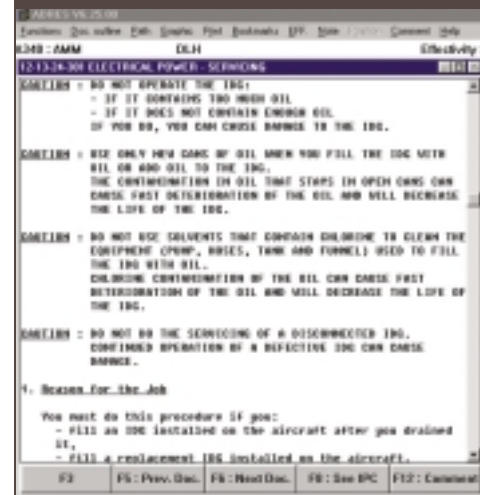 ADRES V6.25.00
Functions Doc. outline Path Graphic Print Bookmarks EFF. Note Comment Help
A340 : AMM DLH Effectivity
12-13-24-301 ELECTRICAL POWER - SERVICING
CAUTION : DO NOT OPERATE THE IDG:
- IF IT CONTAINS TOO MUCH OIL
- IF IT DOES NOT CONTAIN ENOUGH OIL
IF YOU DO, YOU CAN CAUSE DAMAGE TO THE IDG.
CAUTION : USE ONLY NEW CANS OF OIL WHEN YOU FILL THE IDG WITH
OIL OR ADD OIL TO THE IDG.
THE CONTAMINATION IN OIL THAT STAYS IN OPEN CANS CAN
CAUSE FAST DETERIORATION OF THE OIL AND WILL DECREASE
THE LIFE OF THE IDG.
CAUTION : DO NOT USE SOLVENTS THAT CONTAIN CHLORINE TO CLEAN THE
EQUIPMENT (PUMP, HOSES, TANK AND FUNNEL) USED TO FILL
THE IDG WITH OIL.
CHLORINE CONTAMINATION OF THE OIL CAN CAUSE FAST
DETERIORATION OF THE OIL AND WILL DECREASE THE LIFE OF
THE IDG.
CAUTION : DO NOT DO THE SERVICING OF A DISCONNECTED IDG.
CONTINUED OPERATION OF A DEFECTIVE IDG CAN CAUSE
DAMAGE.
1. Reason for the Job
You must do this procedure if you:
- fill an IDG installed on the aircraft after you drained
it,
- fill a replacement IDG installed on the aircraft.
F3 F5 : Prev. Doc. F6 : Next Doc. F8 : See IPC F12 : Comment